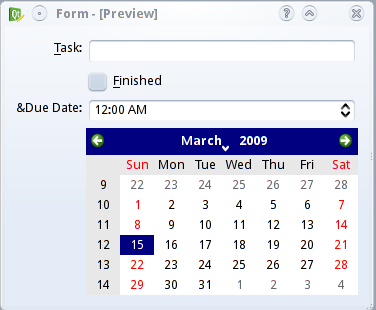 Form - [Preview]
Task:
Finished
&Due Date: 12:00 AM
March 2009
Sun Mon Tue Wed Thu Fri Sat
9 22 23 24 25 26 27 28
10 1 2 3 4 5 6 7
11 8 9 10 11 12 13 14
12 15 16 17 18 19 20 21
13 22 23 24 25 26 27 28
14 29 30 31 1 2 3 4